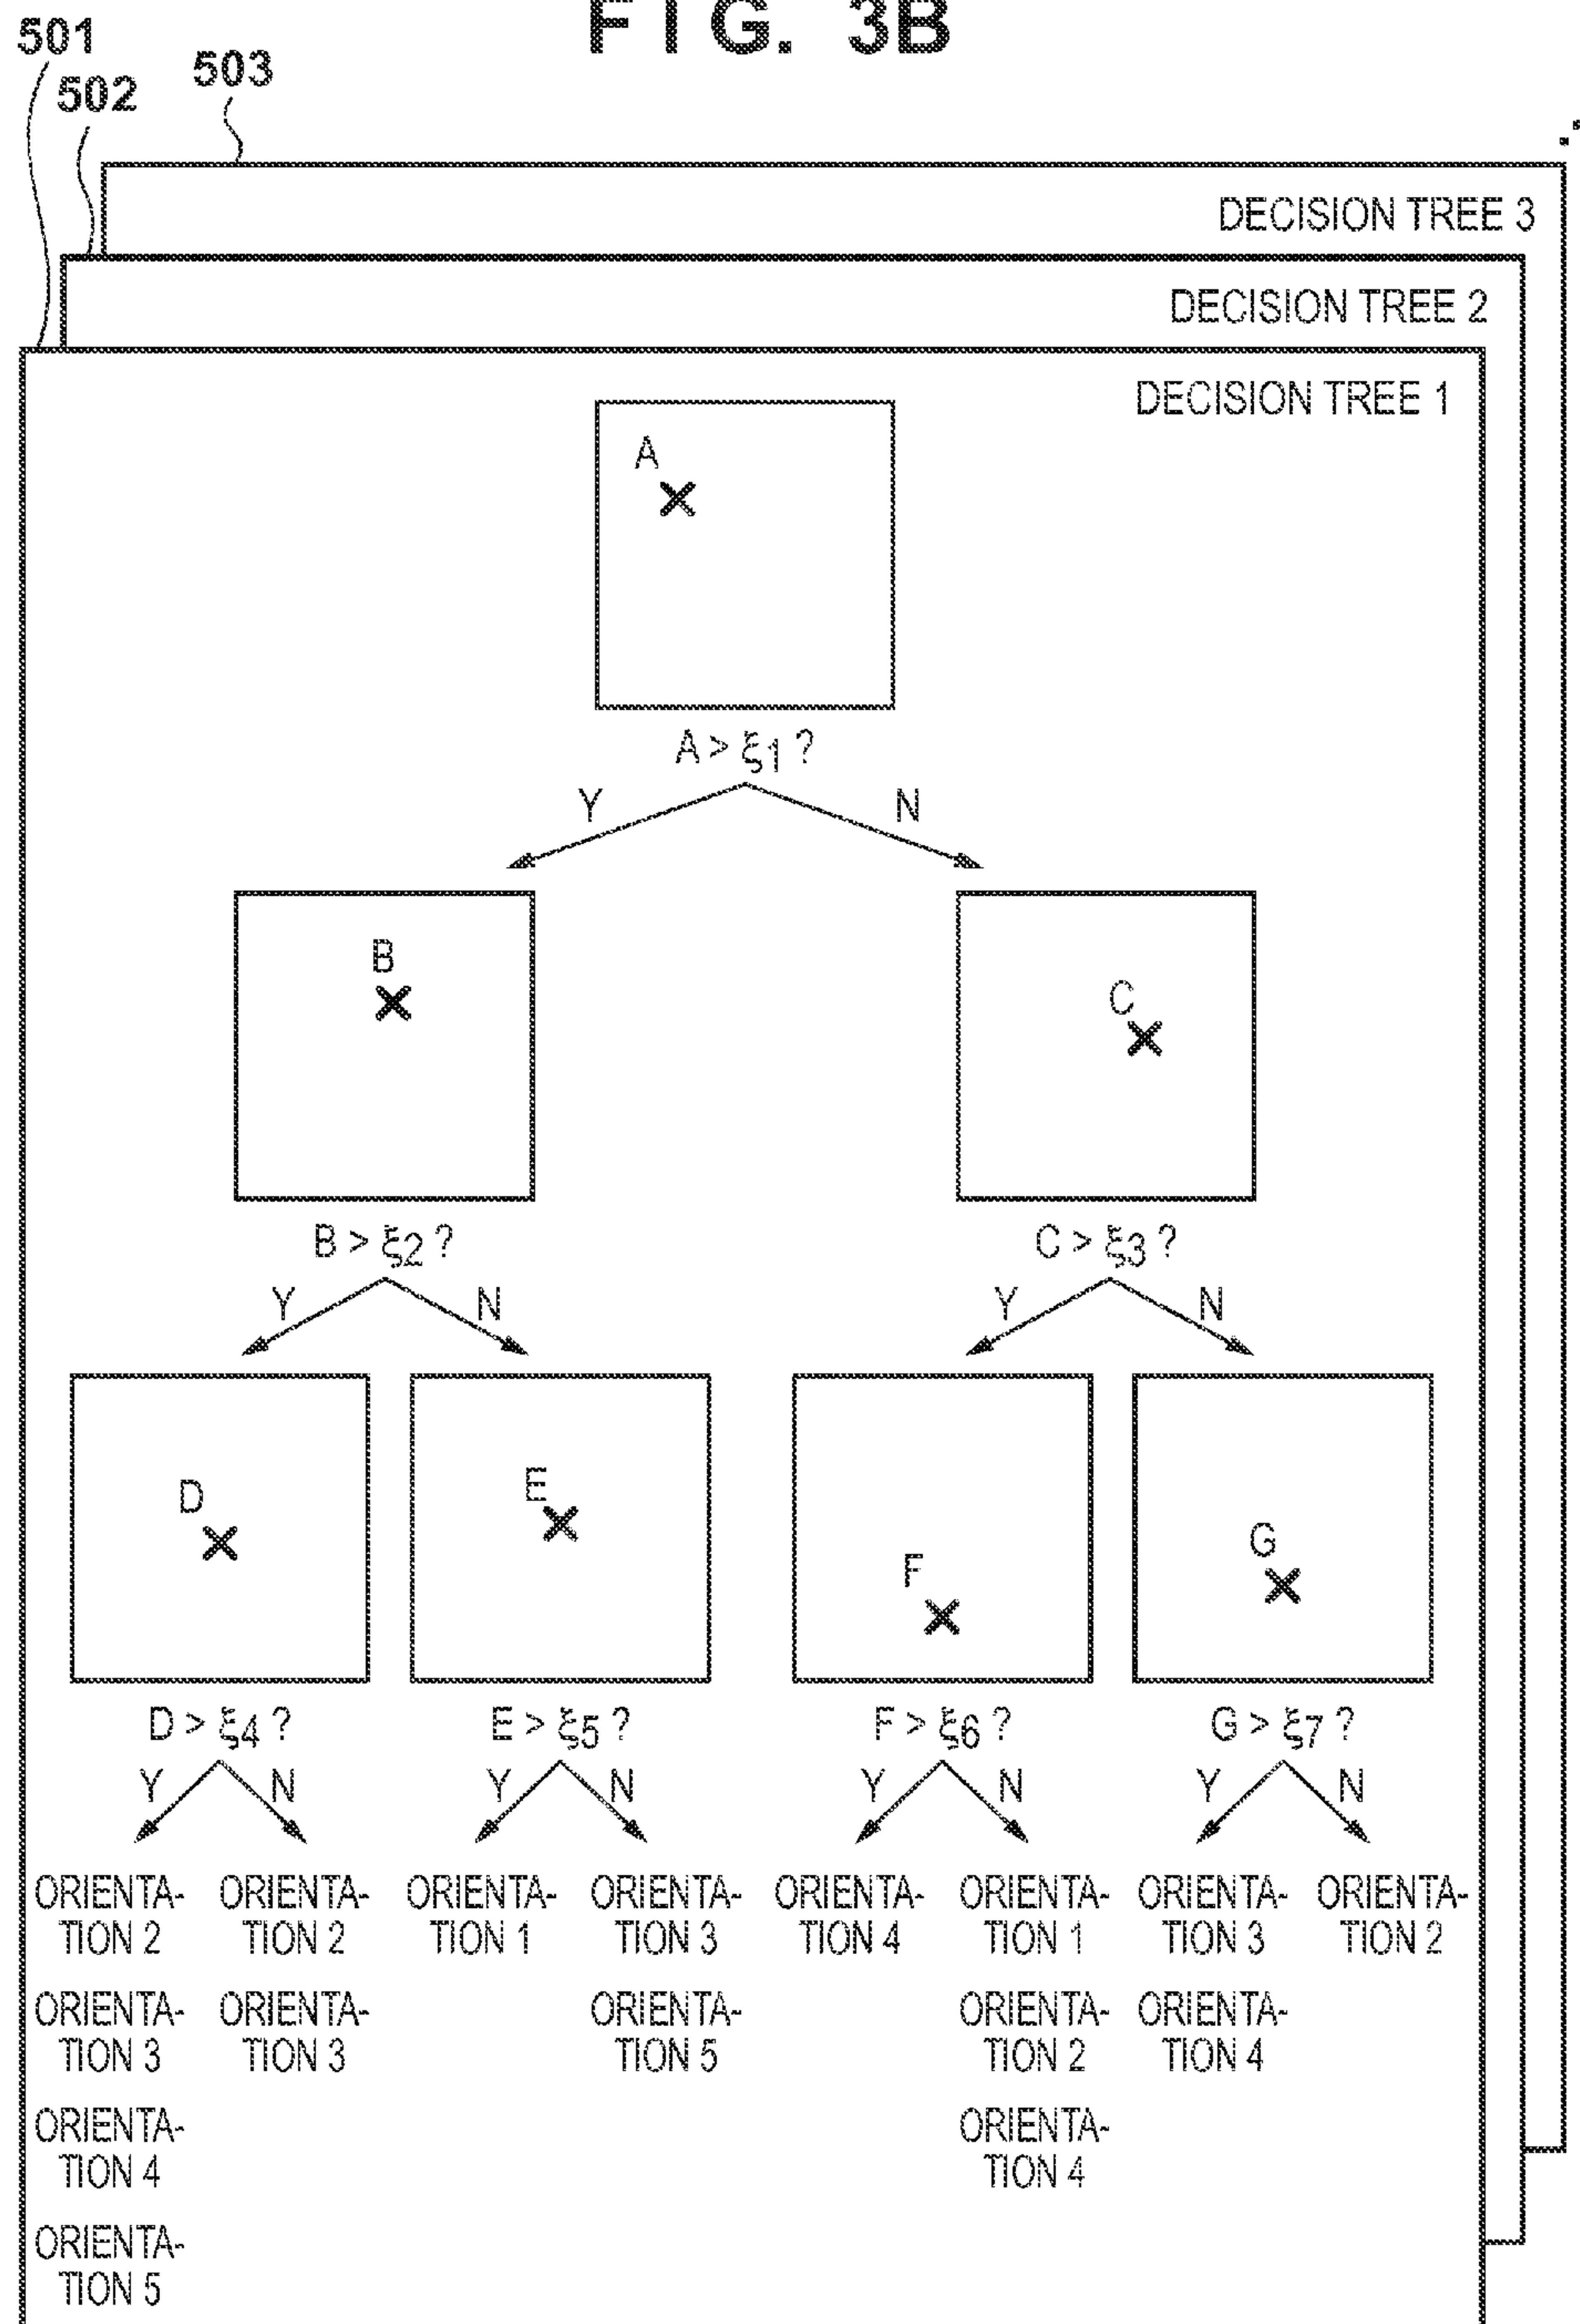 FIG. 3B
501
502
503
DECISION TREE 3
DECISION TREE 2
DECISION TREE 1
A
A > ξ1 ?
Y N
B
C
B > ξ2 ?
C > ξ3 ?
Y N
Y N
D
E
F
G
D > ξ4 ?
E > ξ5 ?
F > ξ6 ?
G > ξ7 ?
Y N
Y N
Y N
Y N
ORIENTA-
TION 2
ORIENTA-
TION 3
ORIENTA-
TION 4
ORIENTA-
TION 5
ORIENTA-
TION 2
ORIENTA-
TION 3
ORIENTA-
TION 1
ORIENTA-
TION 3
ORIENTA-
TION 5
ORIENTA-
TION 4
ORIENTA-
TION 1
ORIENTA-
TION 2
ORIENTA-
TION 4
ORIENTA-
TION 3
ORIENTA-
TION 4
ORIENTA-
TION 2